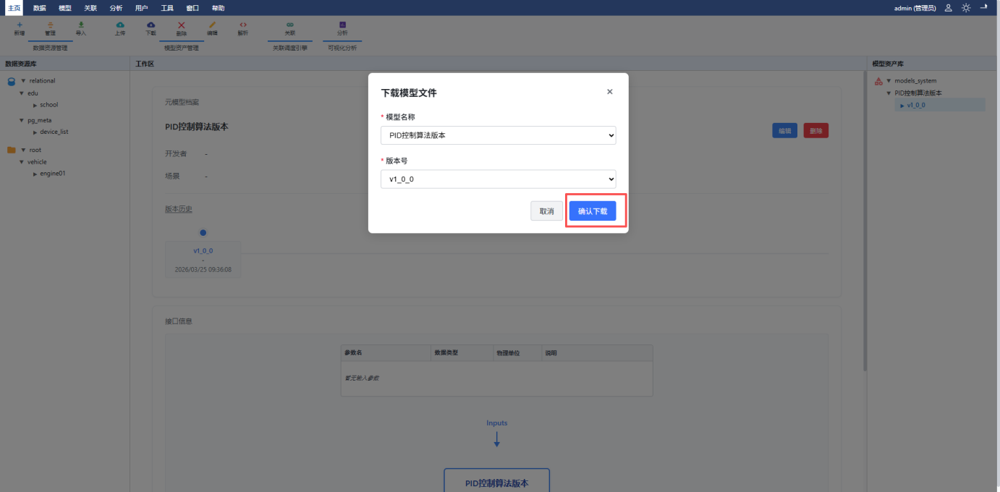 主页 数据 模型 关联 分析 用户 工具 窗口 帮助 admin (管理员)
新增 管理 导入 上传 下载 删除 编辑 解析 关联 分析
数据资源管理 模型资产管理 关联调度引擎 可视化分析
数据资源库 工作区 模型资产库
relational
edu
school
pg_meta
device_list
root
vehicle
engine01
元模型档案
PID控制算法版本
编辑 删除
开发者 -
场景 -
版本历史
v1_0_0
-
2026/03/25 09:36:08
接口信息
参数名 数据类型 物理单位 说明
暂无输入参数
Inputs
PID控制算法版本
下载模型文件 ×
* 模型名称
PID控制算法版本
* 版本号
v1_0_0
取消 确认下载
models_system
PID控制算法版本
v1_0_0